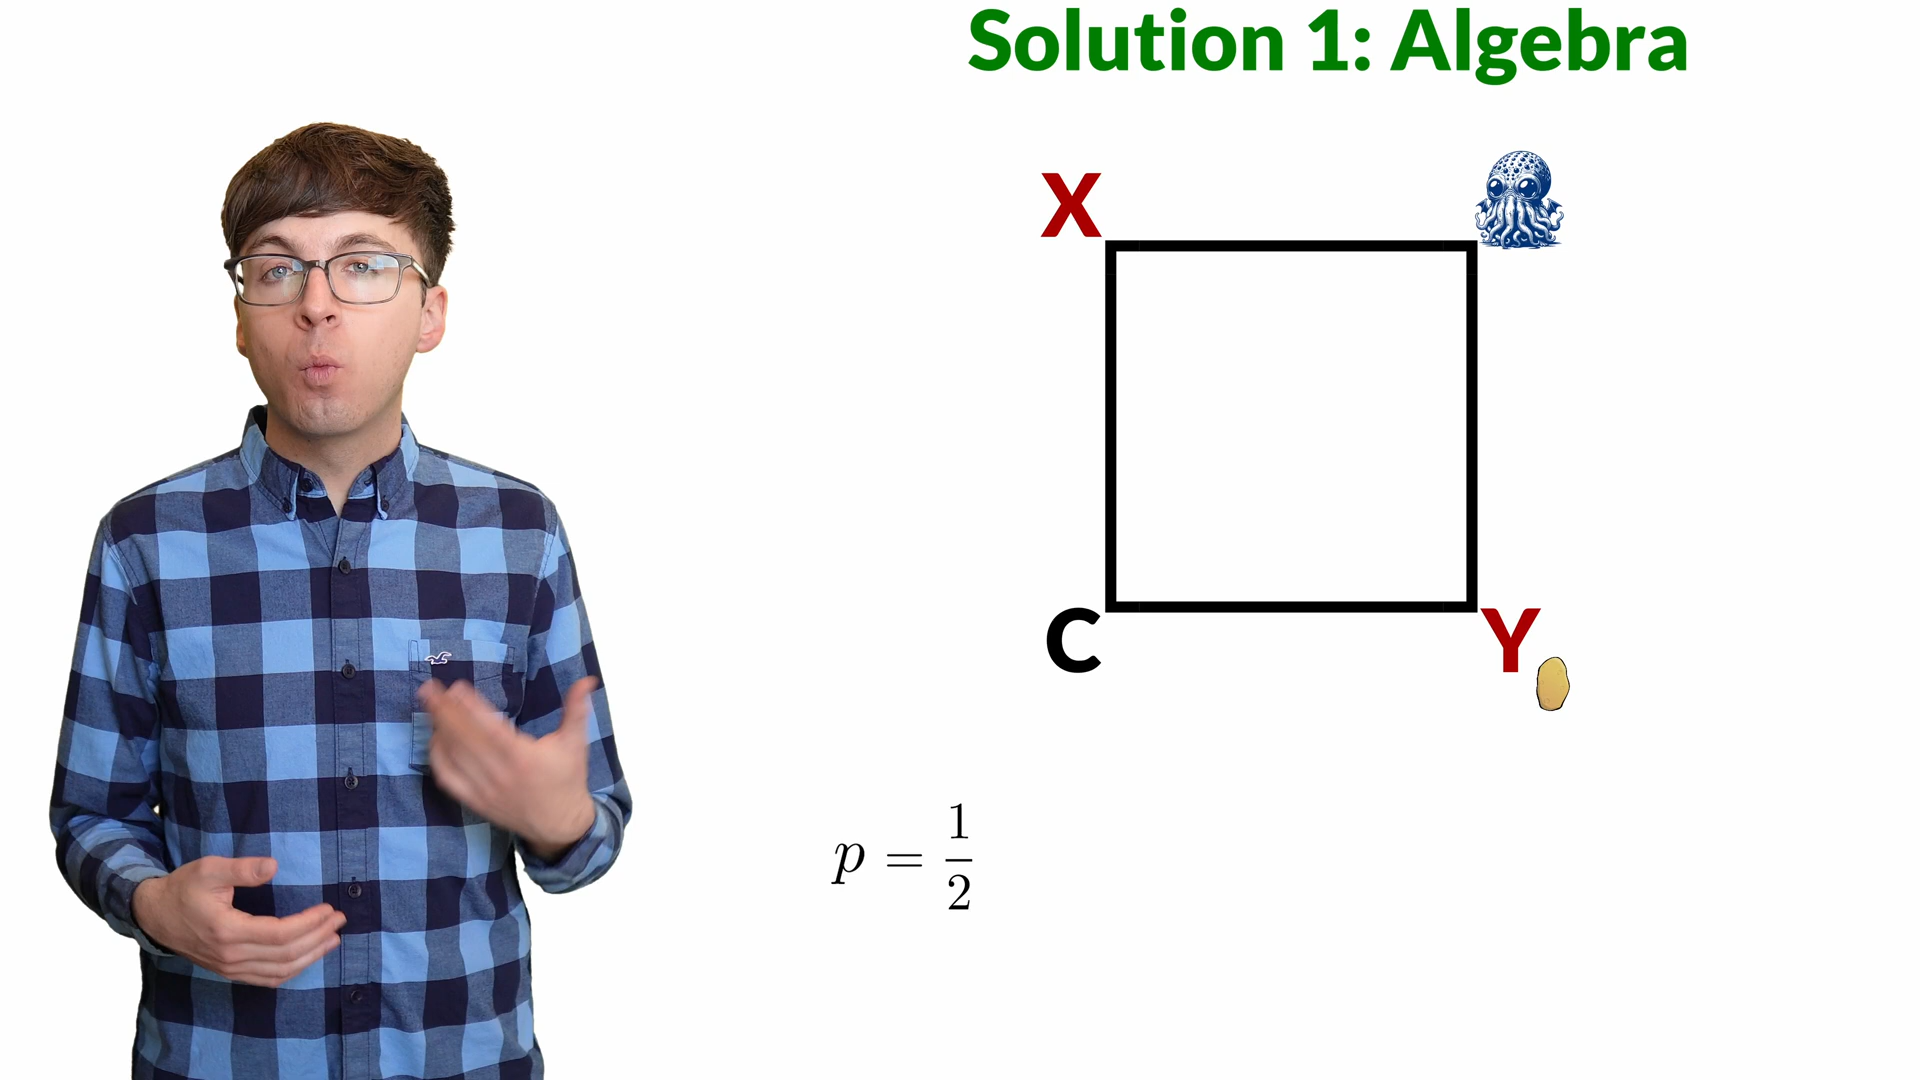 Solution 1: Algebra
X
C
Y
p = 1/2